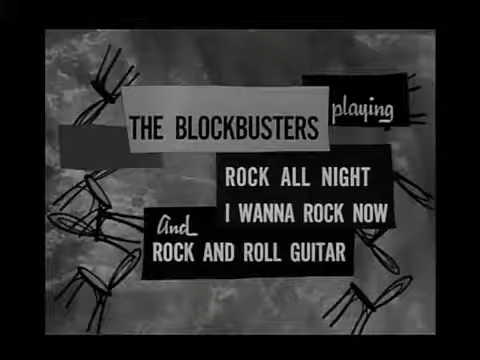 THE BLOCKBUSTERS playing
ROCK ALL NIGHT
I WANNA ROCK NOW
And
ROCK AND ROLL GUITAR